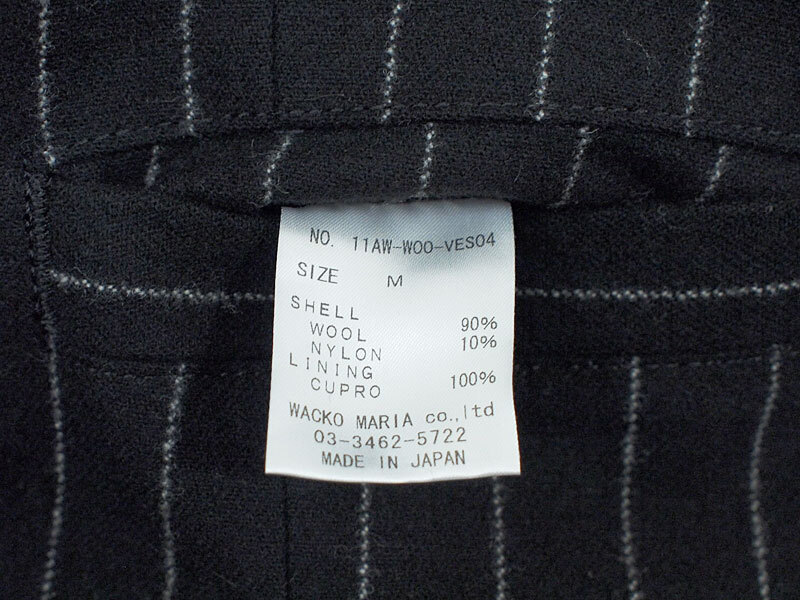 NO. 11AW-WOO-VES04
SIZE M
SHELL
WOOL 90%
NYLON 10%
LINING
CUPRO 100%
WACKO MARIA co.,ltd
03-3462-5722
MADE IN JAPAN